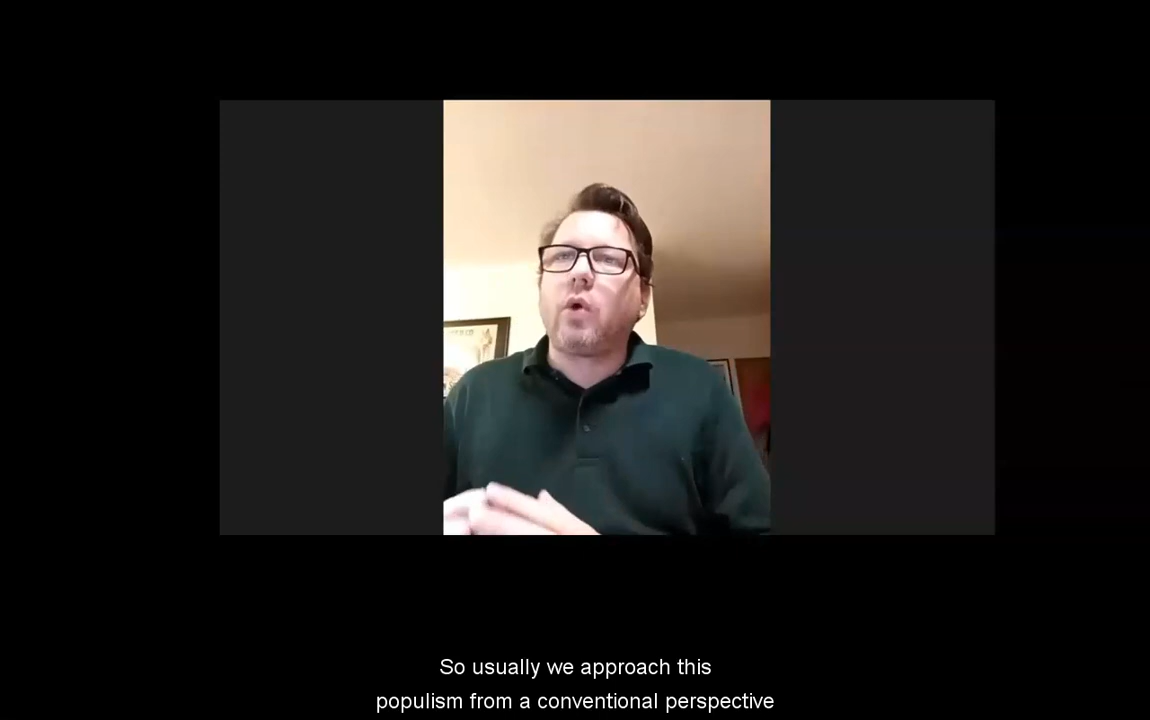 So usually we approach this
populism from a conventional perspective